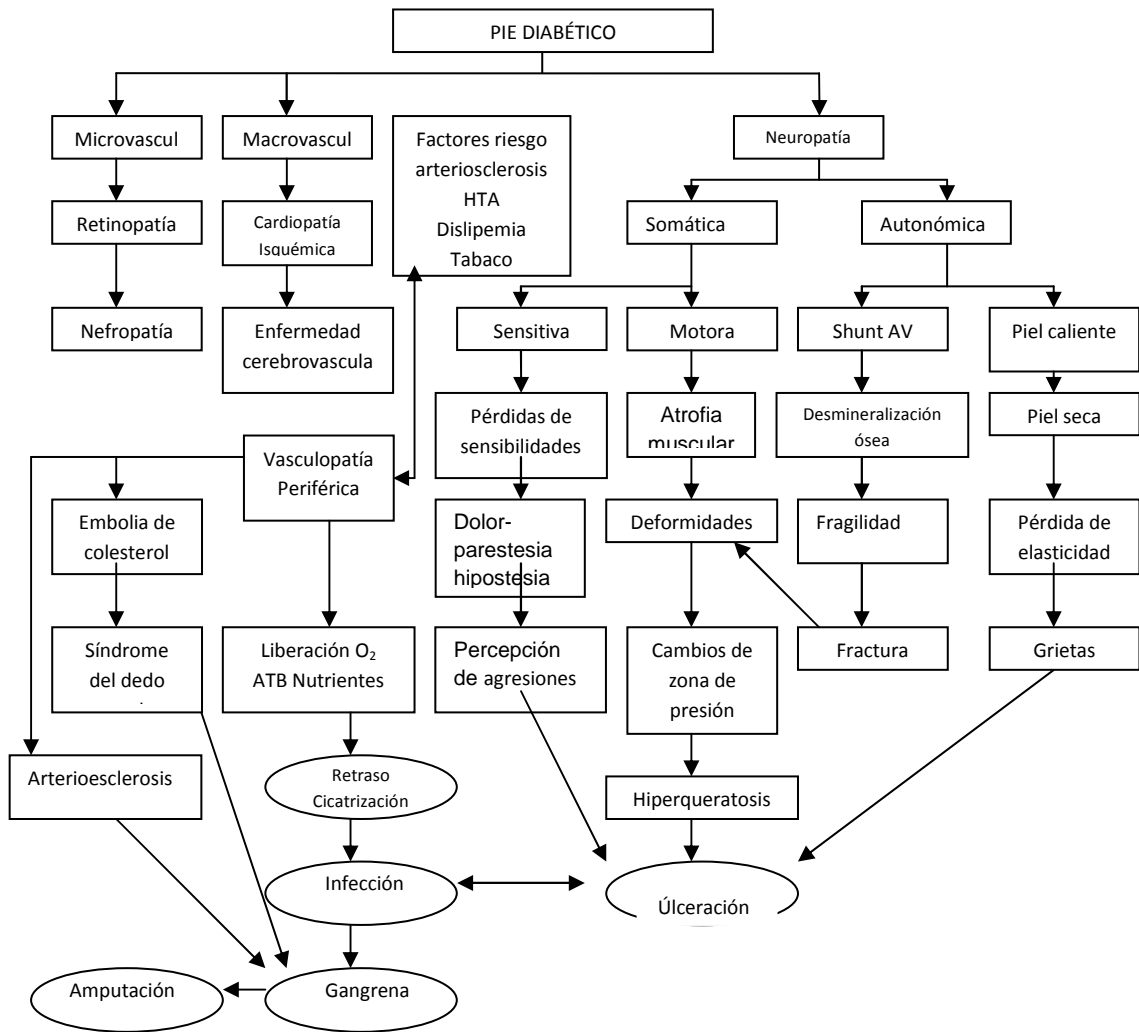 PIE DIABÉTICO
Microvascul
Macrovascul
Factores riesgo
arteriosclerosis
HTA
Dislipemia
Tabaco
Neuropatía
Retinopatía
Cardiopatía
Isquémica
Somática
Autonómica
Nefropatía
Enfermedad
cerebrovascula
Sensitiva
Motora
Shunt AV
Piel caliente
Pérdidas de
sensibilidades
Atrofia
muscular
Desmineralización
ósea
Piel seca
Vasculopatía
Periférica
Embolia de
colesterol
Dolor-
parestesia
hipostesia
Deformidades
Fragilidad
Pérdida de
elasticidad
Síndrome
del dedo
Liberación O₂
ATB Nutrientes
Percepción
de agresiones
Cambios de
zona de
presión
Fractura
Grietas
Arterioesclerosis
Retraso
Cicatrización
Hiperqueratosis
Infección
Úlceración
Amputación
Gangrena